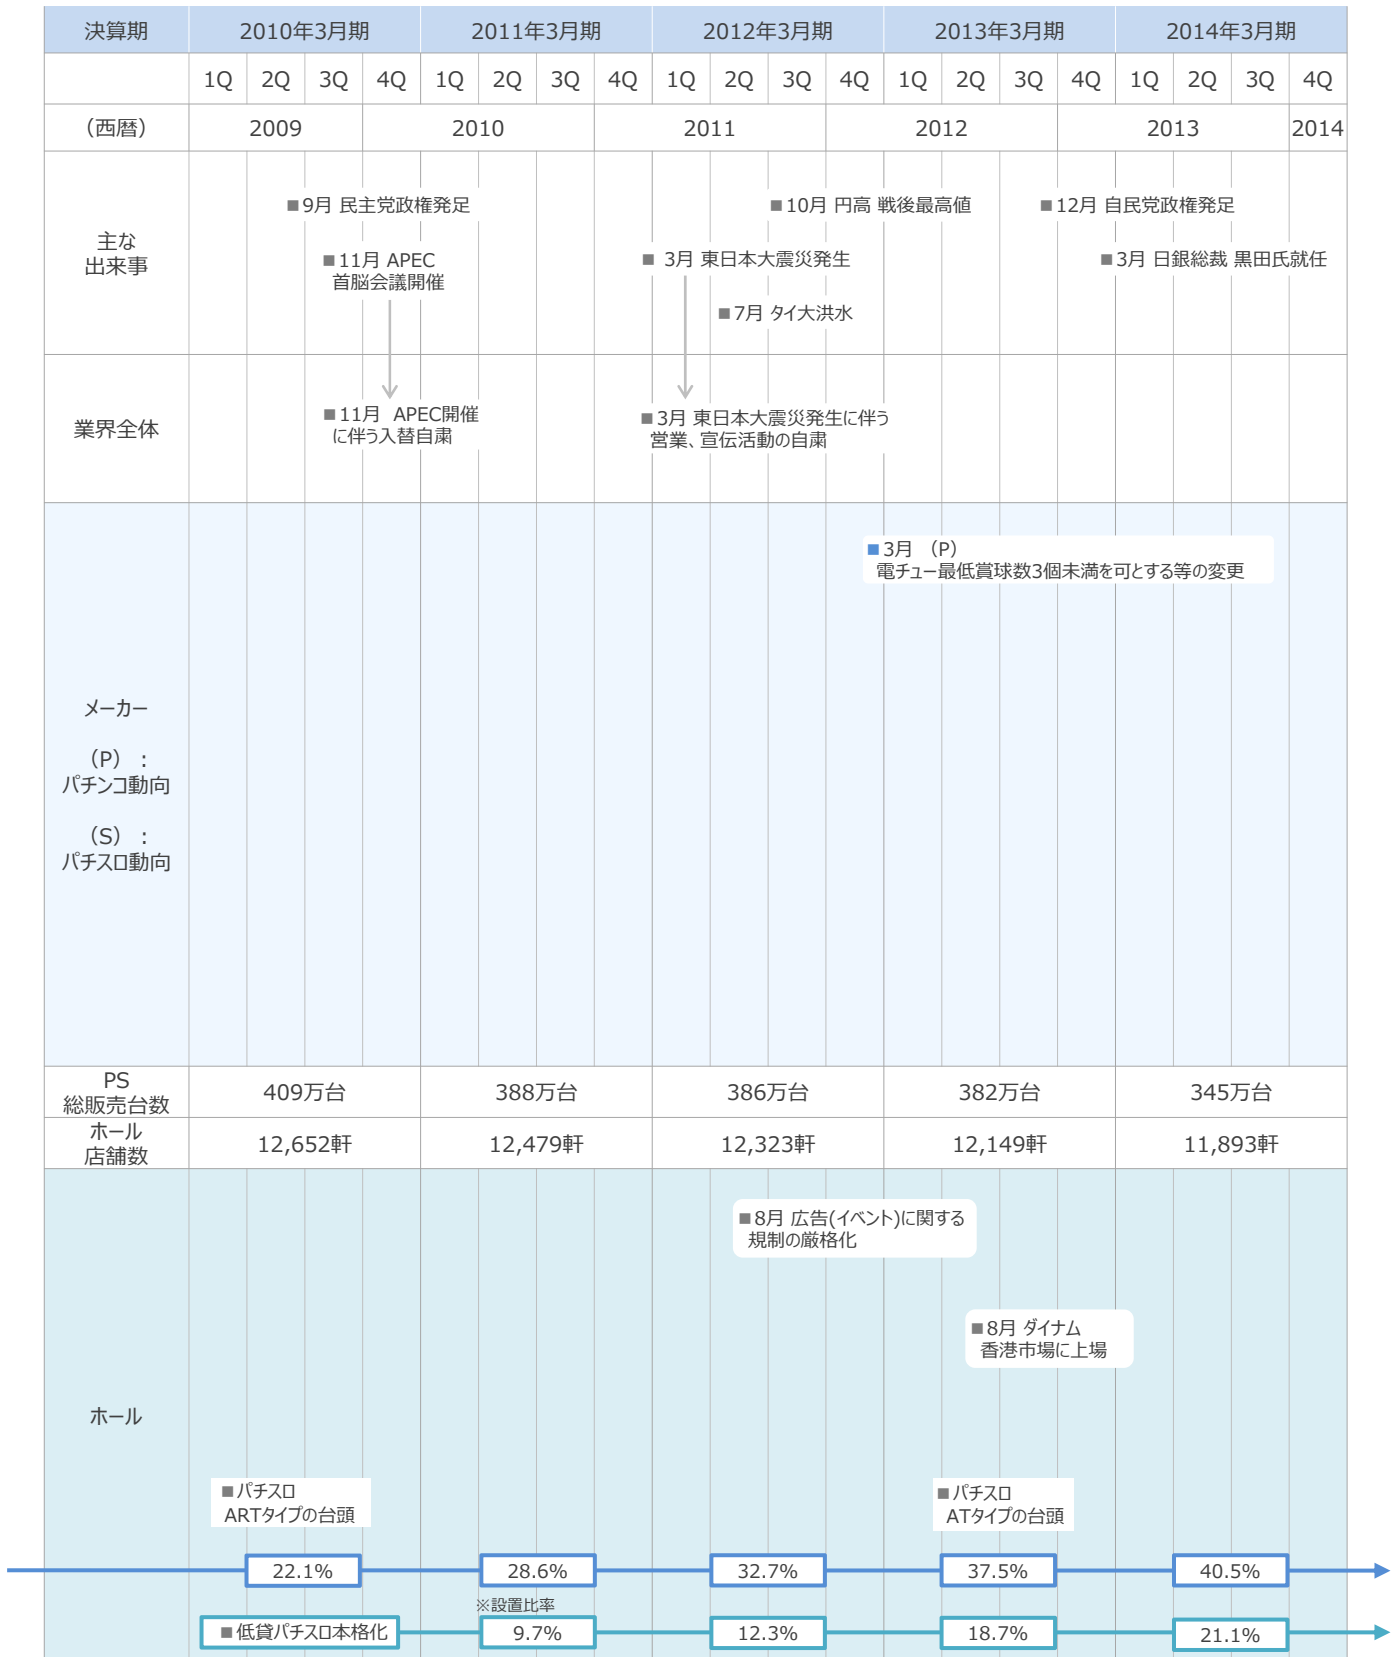 決算期 2010年3月期 2011年3月期 2012年3月期 2013年3月期 2014年3月期
1Q 2Q 3Q 4Q 1Q 2Q 3Q 4Q 1Q 2Q 3Q 4Q 1Q 2Q 3Q 4Q 1Q 2Q 3Q 4Q
(西暦) 2009 2010 2011 2012 2013 2014
主な
出来事
■9月 民主党政権発足
■10月 円高 戦後最高値
■12月 自民党政権発足
■11月 APEC
首脳会議開催
■ 3月 東日本大震災発生
■3月 日銀総裁 黒田氏就任
■7月 タイ大洪水
業界全体
■11月 APEC開催
に伴う入替自粛
■3月 東日本大震災発生に伴う
営業、宣伝活動の自粛
■3月 (P)
電チュー最低賞球数3個未満を可とする等の変更
メーカー
(P) :
パチンコ動向
(S) :
パチスロ動向
PS
総販売台数
409万台 388万台 386万台 382万台 345万台
ホール
店舗数
12,652軒 12,479軒 12,323軒 12,149軒 11,893軒
■8月 広告(イベント)に関する
規制の厳格化
■8月 ダイナム
香港市場に上場
ホール
■パチスロ
ARTタイプの台頭
■パチスロ
ATタイプの台頭
22.1% 28.6% 32.7% 37.5% 40.5%
※設置比率
■低貸パチスロ本格化 9.7% 12.3% 18.7% 21.1%